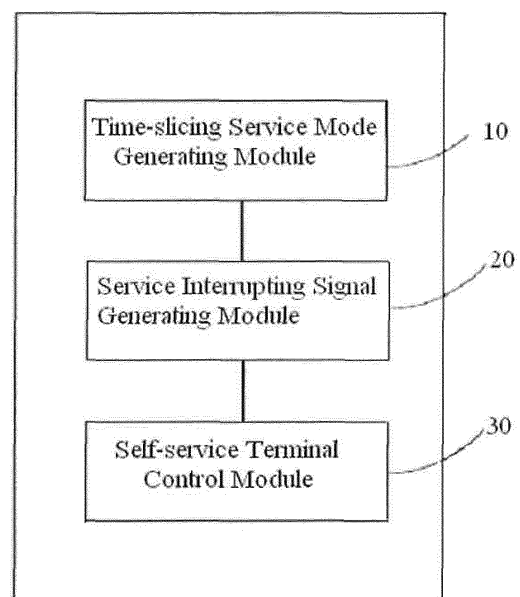 Time-slicing Service Mode
Generating Module
10
Service Interrupting Signal
Generating Module
20
Self-service Terminal
Control Module
30